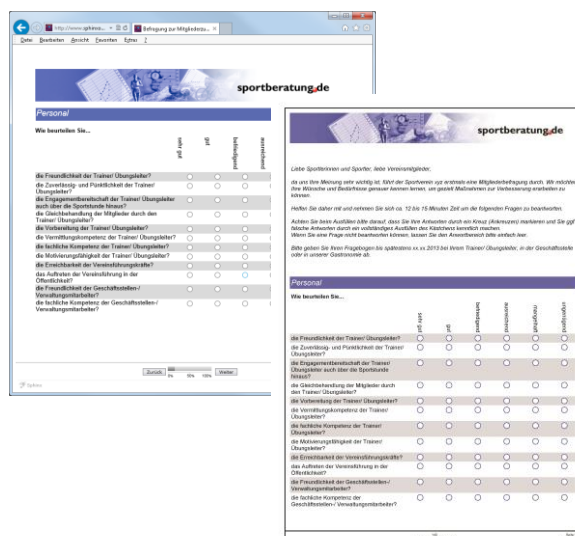 http://www.sphinx...
Befragung zur Mitgliederzu...
Datei Bearbeiten Ansicht Favoriten Extras ?
sportberatung.de
Personal
Wie beurteilen Sie...
sehr gut
gut
befriedigend
ausreichend
die Freundlichkeit der Trainer/ Übungsleiter?
die Zuverlässig- und Pünktlichkeit der Trainer/
Übungsleiter?
die Engagementbereitschaft der Trainer/ Übungsleiter
auch über die Sportstunde hinaus?
die Gleichbehandlung der Mitglieder durch den
Trainer/ Übungsleiter?
die Vorbereitung der Trainer/ Übungsleiter?
die Vermittlungskompetenz der Trainer/ Übungsleiter?
die fachliche Kompetenz der Trainer/ Übungsleiter?
die Motivierungsfähigkeit der Trainer/ Übungsleiter?
die Erreichbarkeit der Vereinsführungskräfte?
das Auftreten der Vereinsführung in der
Öffentlichkeit?
die Freundlichkeit der Geschäftsstellen-/
Verwaltungsmitarbeiter?
die fachliche Kompetenz der Geschäftsstellen-/
Verwaltungsmitarbeiter?
Zurück 0% 50% 100% Weiter
Sphinx
sportberatung.de
Liebe Sportlerinnen und Sportler, liebe Vereinsmitglieder,
da uns Ihre Meinung sehr wichtig ist, führt der Sportverein xyz erstmals eine Mitgliederbefragung durch. Wir möchten
Ihre Wünsche und Bedürfnisse genauer kennen lernen, um gezielt Maßnahmen zur Verbesserung erarbeiten zu
können.
Helfen Sie daher mit und nehmen Sie sich ca. 12 bis 15 Minuten Zeit um die folgenden Fragen zu beantworten.
Achten Sie beim Ausfüllen bitte darauf, dass Sie Ihre Antworten durch ein Kreuz (Ankreuzen) markieren und Sie ggf.
falsche Antworten durch ein vollständiges Ausfüllen des Kästchens kenntlich machen.
Wenn Sie eine Frage nicht beantworten können, lassen Sie den Antwortbereich bitte einfach leer.
Bitte geben Sie Ihren Fragebogen bis spätestens xx.xx 2013 bei Ihrem Trainer/ Übungsleiter, in der Geschäftsstelle
oder in unserer Gastronomie ab.
Personal
Wie beurteilen Sie...
sehr gut
gut
befriedigend
ausreichend
mangelhaft
ungenügend
die Freundlichkeit der Trainer/ Übungsleiter?
die Zuverlässig- und Pünktlichkeit der Trainer/
Übungsleiter?
die Engagementbereitschaft der Trainer/
Übungsleiter auch über die Sportstunde
hinaus?
die Gleichbehandlung der Mitglieder durch
den Trainer/ Übungsleiter?
die Vorbereitung der Trainer/ Übungsleiter?
die Vermittlungskompetenz der Trainer/
Übungsleiter?
die fachliche Kompetenz der Trainer/
Übungsleiter?
die Motivierungsfähigkeit der Trainer/
Übungsleiter?
die Erreichbarkeit der Vereinsführungskräfte?
das Auftreten der Vereinsführung in der
Öffentlichkeit?
die Freundlichkeit der Geschäftsstellen-/
Verwaltungsmitarbeiter?
die fachliche Kompetenz der
Geschäftsstellen-/ Verwaltungsmitarbeiter?